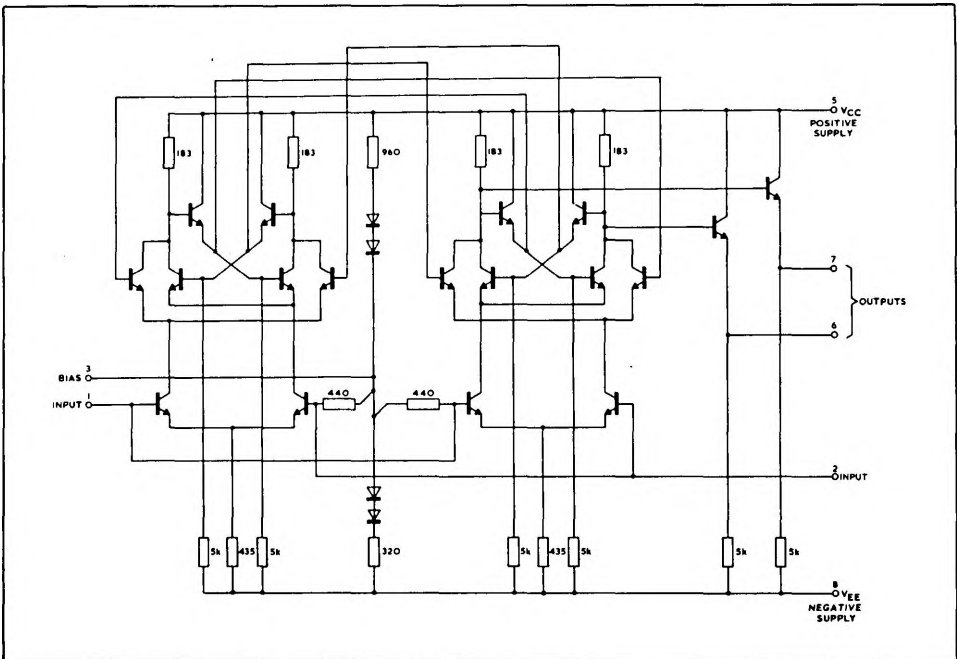 5
VCC
POSITIVE
SUPPLY
183
183
960
183
183
7
OUTPUTS
6
3
BIAS
1
INPUT
440
440
2
INPUT
5k
435
5k
320
5k
435
5k
5k
5k
8
VEE
NEGATIVE
SUPPLY